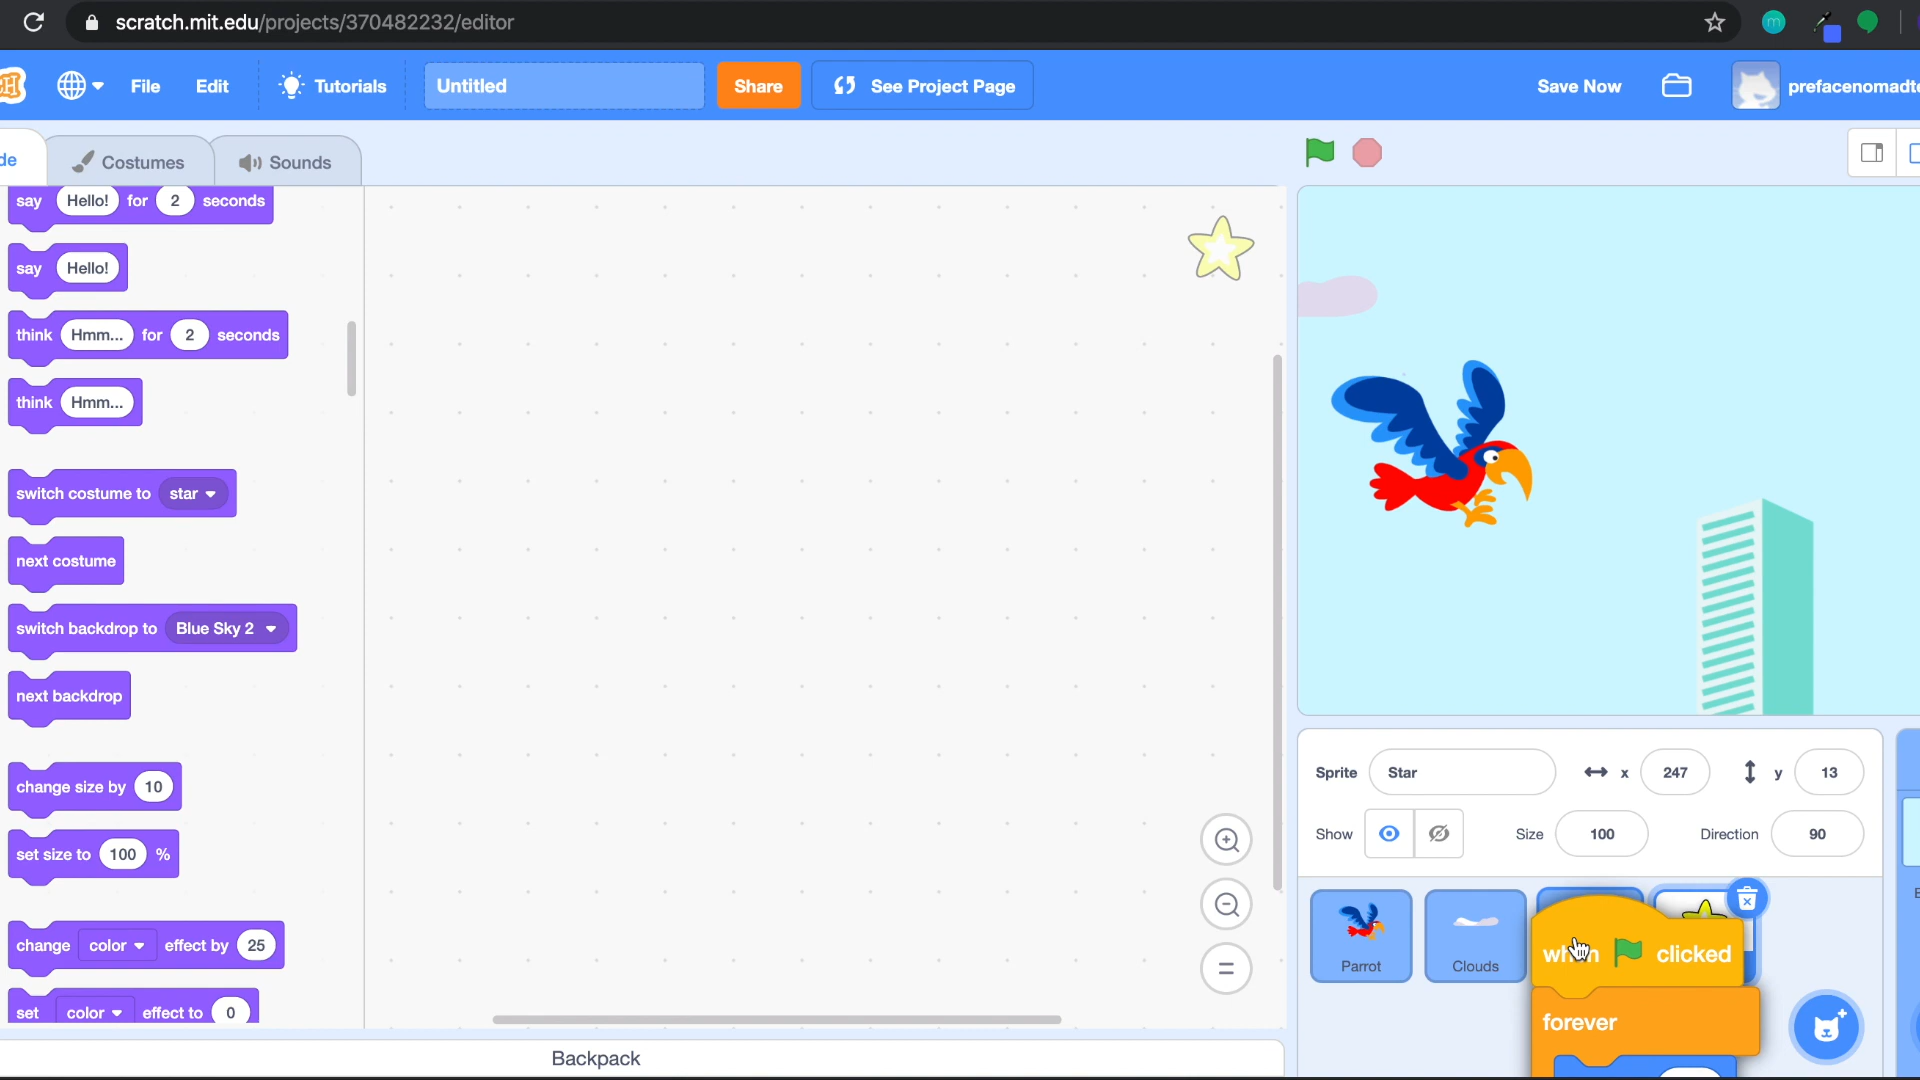 scratch.mit.edu/projects/370482232/editor
File Edit Tutorials Untitled Share See Project Page Save Now
de Costumes Sounds
say Hello! for 2 seconds
say Hello!
think Hmm... for 2 seconds
think Hmm...
switch costume to star
next costume
switch backdrop to Blue Sky 2
next backdrop
change size by 10
set size to 100 %
change color effect by 25
set color effect to 0
Backpack
Sprite Star x 247 y 13
Show Size 100 Direction 90
Parrot Clouds
when clicked
forever